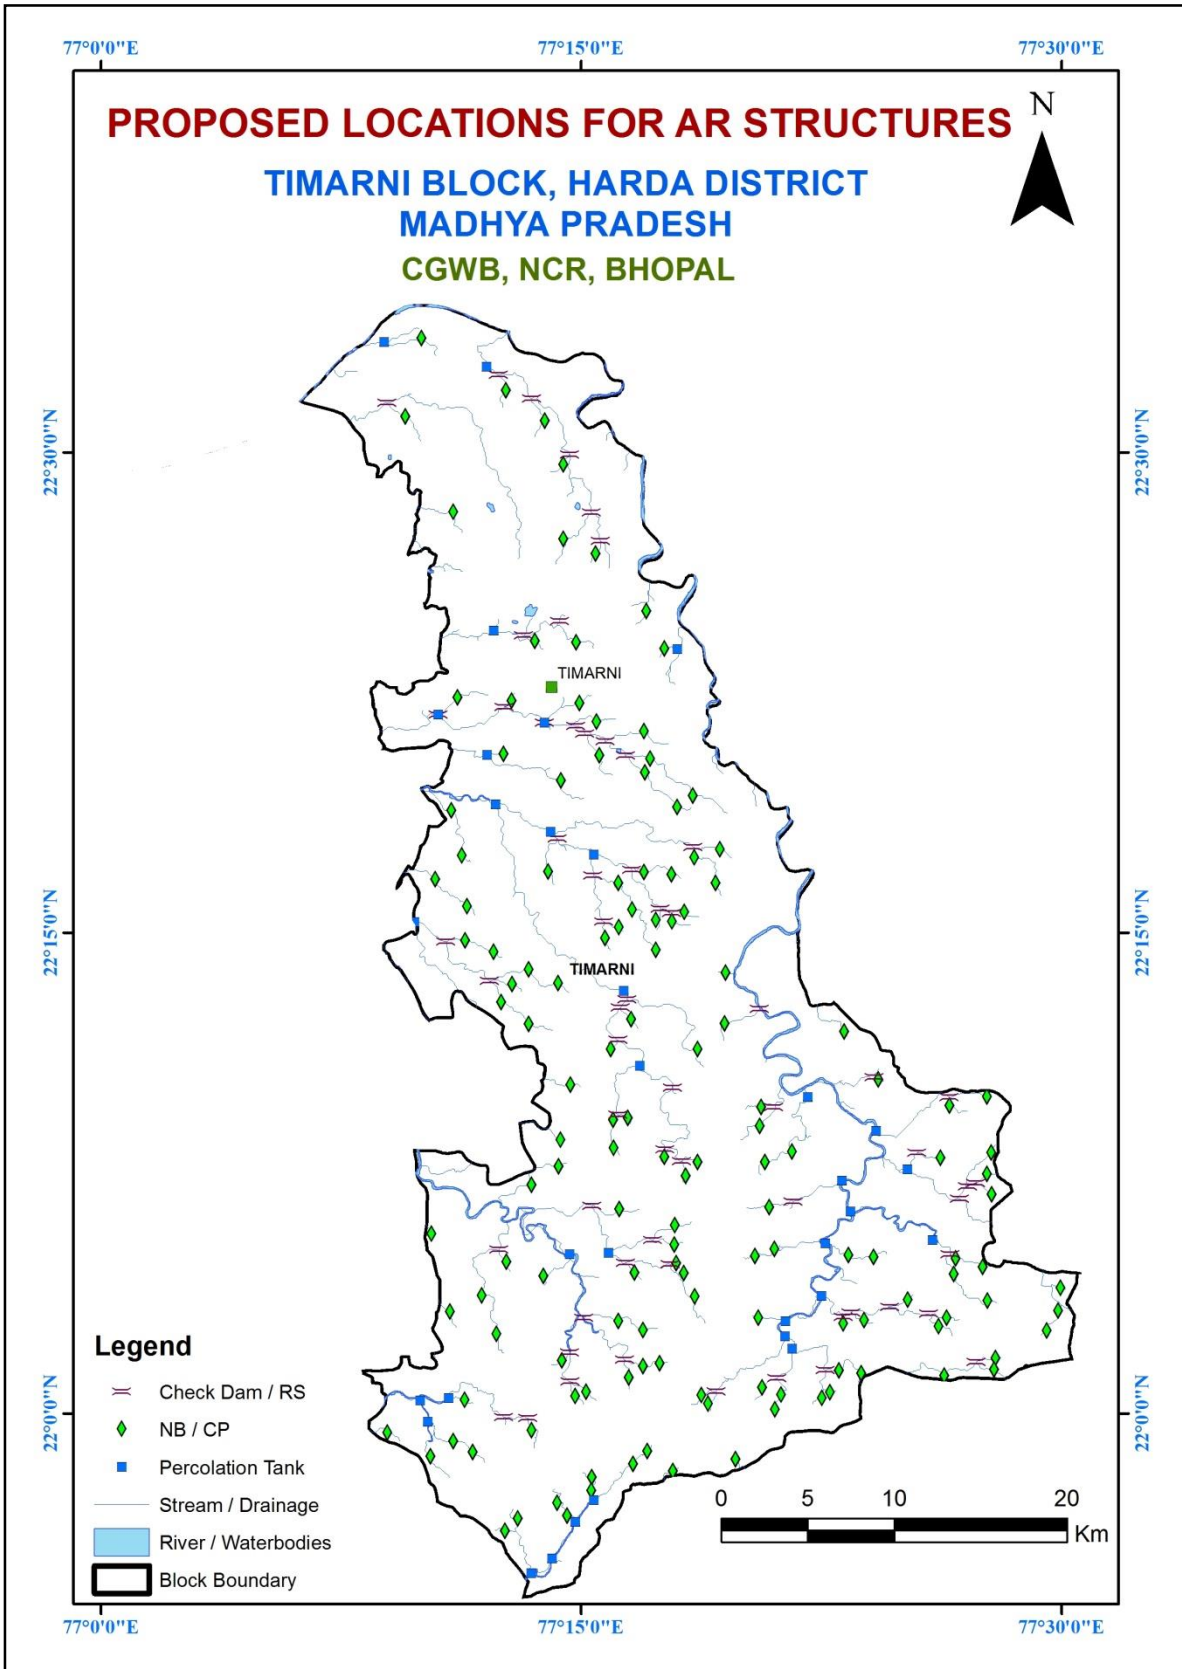 77°0'0"E 77°15'0"E 77°30'0"E
PROPOSED LOCATIONS FOR AR STRUCTURES
N
TIMARNI BLOCK, HARDA DISTRICT
MADHYA PRADESH
CGWB, NCR, BHOPAL
22°30'0"N 22°30'0"N
TIMARNI
22°15'0"N 22°15'0"N
TIMARNI
Legend
Check Dam / RS
NB / CP
Percolation Tank
Stream / Drainage
River / Waterbodies
Block Boundary
22°0'0"N 22°0'0"N
0 5 10 20
Km
77°0'0"E 77°15'0"E 77°30'0"E